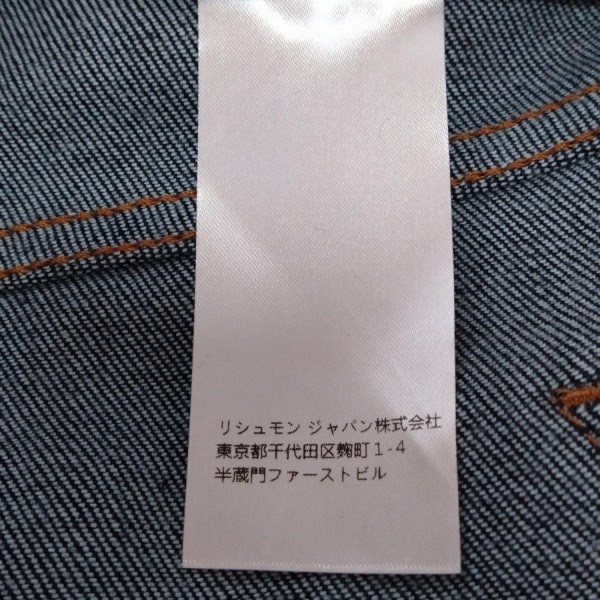 リシュモン ジャパン株式会社
東京都千代田区麹町1-4
半蔵門ファーストビル